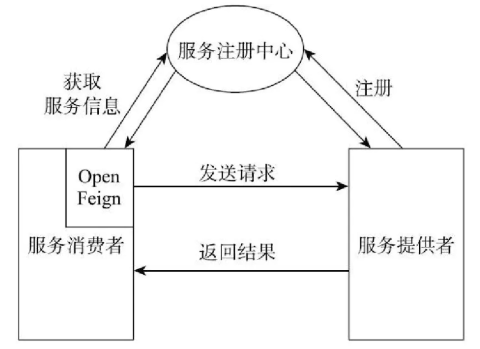 服务注册中心
获取
服务信息
注册
Open
Feign
发送请求
服务消费者
服务提供者
返回结果